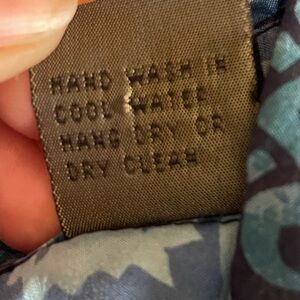 HAND WASH IN
COOL WATER
HANG DRY OR
DRY CLEAN